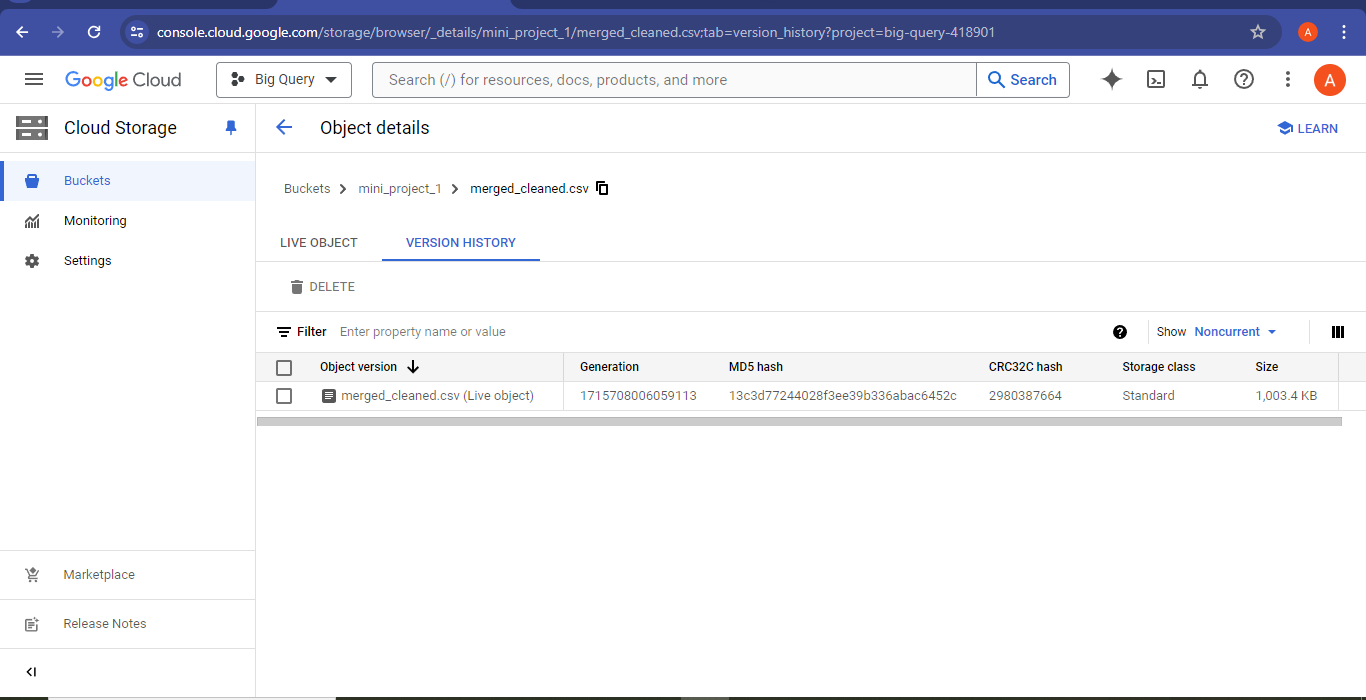 console.cloud.google.com/storage/browser/_details/mini_project_1/merged_cleaned.csv;tab=version_history?project=big-query-418901
A
Google Cloud
Big Query
Search (/) for resources, docs, products, and more
Search
A
Cloud Storage
Object details
LEARN
Buckets
Monitoring
Settings
Marketplace
Release Notes
Buckets > mini_project_1 > merged_cleaned.csv
LIVE OBJECT VERSION HISTORY
DELETE
Filter Enter property name or value
Show Noncurrent
Object version Generation MD5 hash CRC32C hash Storage class Size
merged_cleaned.csv (Live object) 1715708006059113 13c3d77244028f3ee39b336abac6452c 2980387664 Standard 1,003.4 KB